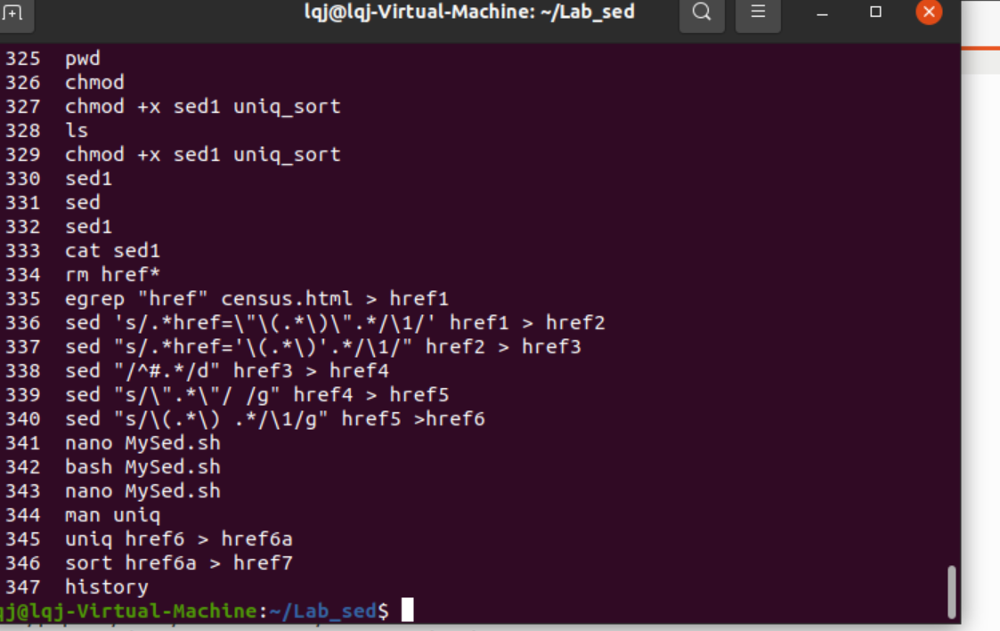 lqj@lqj-Virtual-Machine: ~/Lab_sed
325 pwd
326 chmod
327 chmod +x sed1 uniq_sort
328 ls
329 chmod +x sed1 uniq_sort
330 sed1
331 sed
332 sed1
333 cat sed1
334 rm href*
335 egrep "href" census.html > href1
336 sed 's/.*href=\"\(.*\)\".*/\1/' href1 > href2
337 sed "s/.*href='\(.*\)'.*/\1/" href2 > href3
338 sed "/^#.*/d" href3 > href4
339 sed "s/\".*\"/ /g" href4 > href5
340 sed "s/\(.*\) .*/\1/g" href5 >href6
341 nano MySed.sh
342 bash MySed.sh
343 nano MySed.sh
344 man uniq
345 uniq href6 > href6a
346 sort href6a > href7
347 history
qj@lqj-Virtual-Machine:~/Lab_sed$